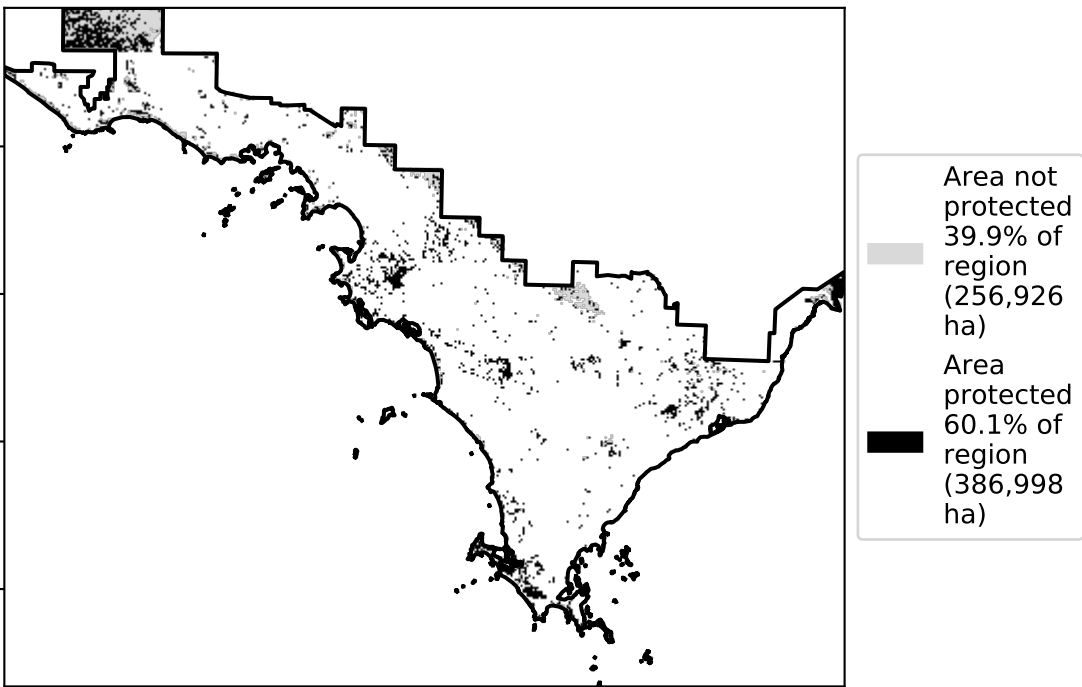 Area not
protected
39.9% of
region
(256,926
ha)
Area
protected
60.1% of
region
(386,998
ha)